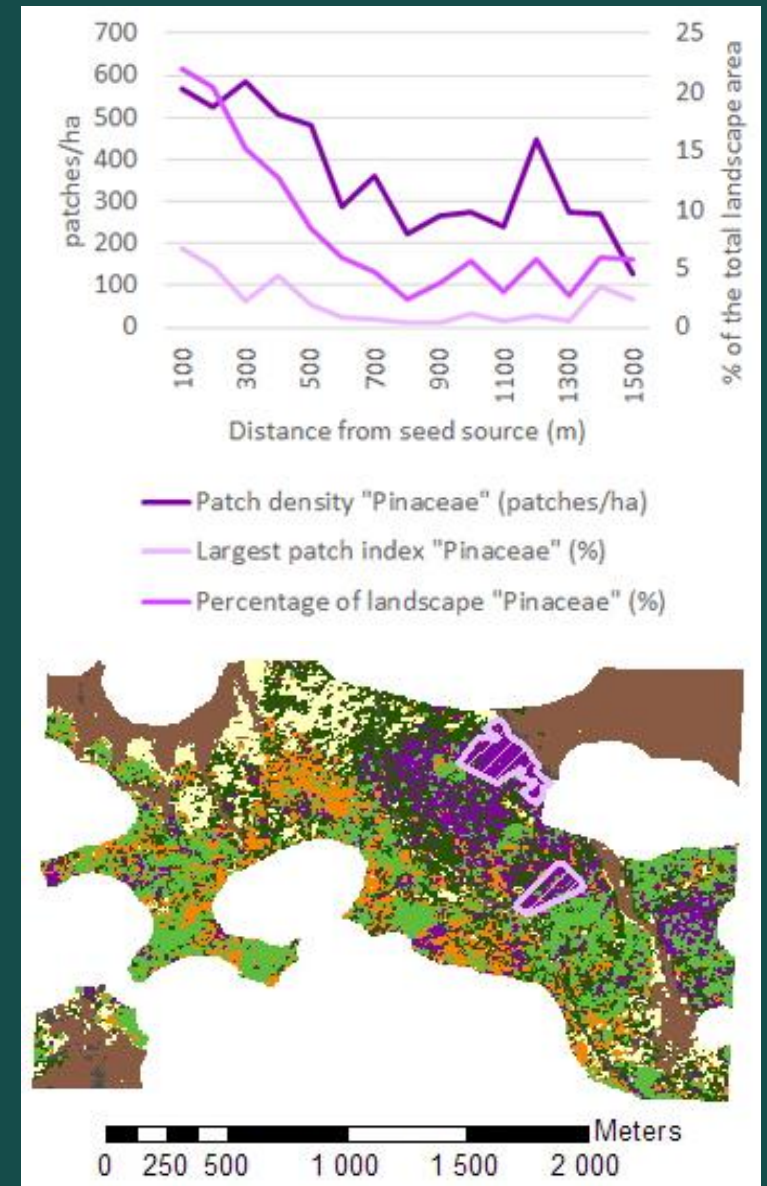 700
600
500
400
300
200
100
0
patches/ha
25
20
15
10
5
0
% of the total landscape area
100
300
500
700
900
1100
1300
1500
Distance from seed source (m)
Patch density "Pinaceae" (patches/ha)
Largest patch index "Pinaceae" (%)
Percentage of landscape "Pinaceae" (%)
Meters
0 250 500 1 000 1 500 2 000